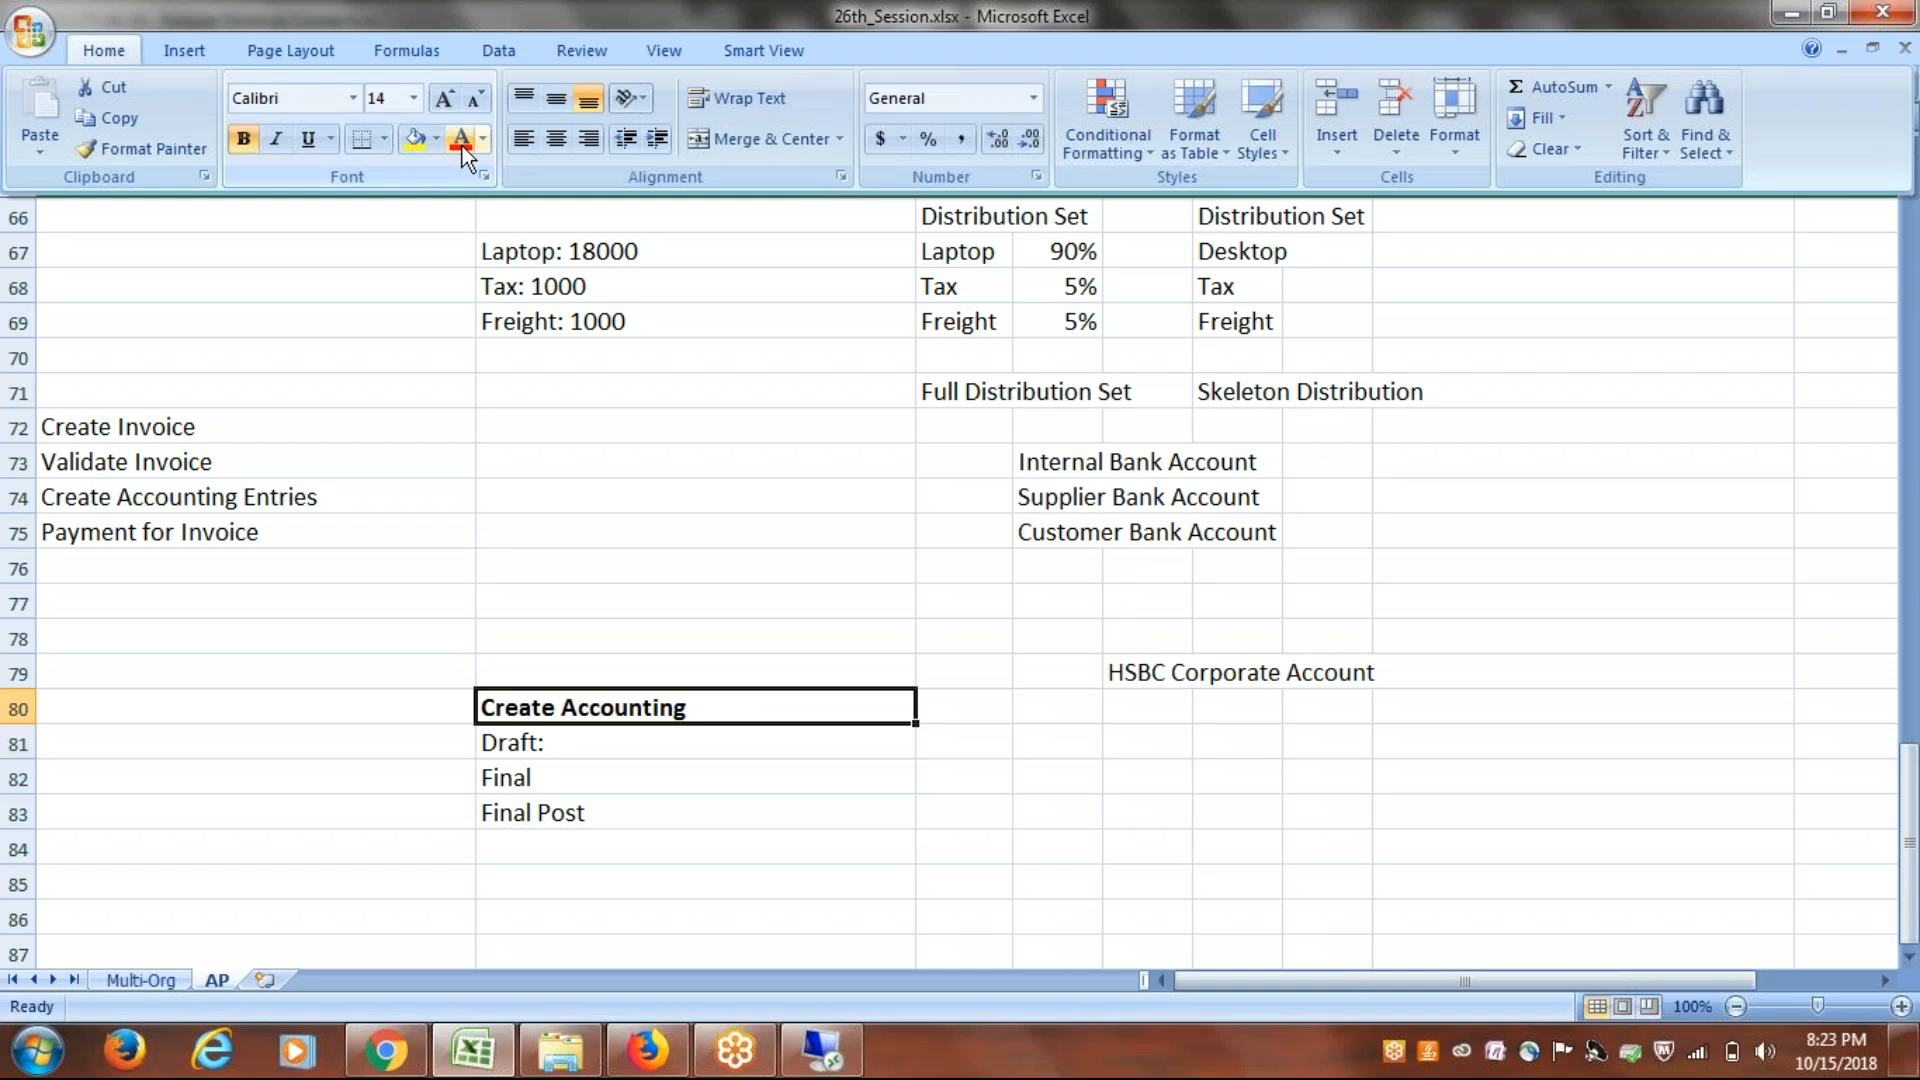 26th_Session.xlsx - Microsoft Excel
Home Insert Page Layout Formulas Data Review View Smart View
Paste
Cut
Copy
Format Painter
Clipboard
Calibri 14
B I U
Font
Wrap Text
Merge & Center
Alignment
General
$ % ,
Number
Conditional Formatting
Format as Table
Cell Styles
Styles
Insert
Delete
Format
Cells
AutoSum
Fill
Clear
Sort & Filter
Find & Select
Editing
66 Distribution Set Distribution Set
67 Laptop: 18000 Laptop 90% Desktop
68 Tax: 1000 Tax 5% Tax
69 Freight: 1000 Freight 5% Freight
70
71 Full Distribution Set Skeleton Distribution
72 Create Invoice
73 Validate Invoice Internal Bank Account
74 Create Accounting Entries Supplier Bank Account
75 Payment for Invoice Customer Bank Account
76
77
78
79 HSBC Corporate Account
80 Create Accounting
81 Draft:
82 Final
83 Final Post
84
85
86
87
Multi-Org AP
Ready 100%
8:23 PM
10/15/2018